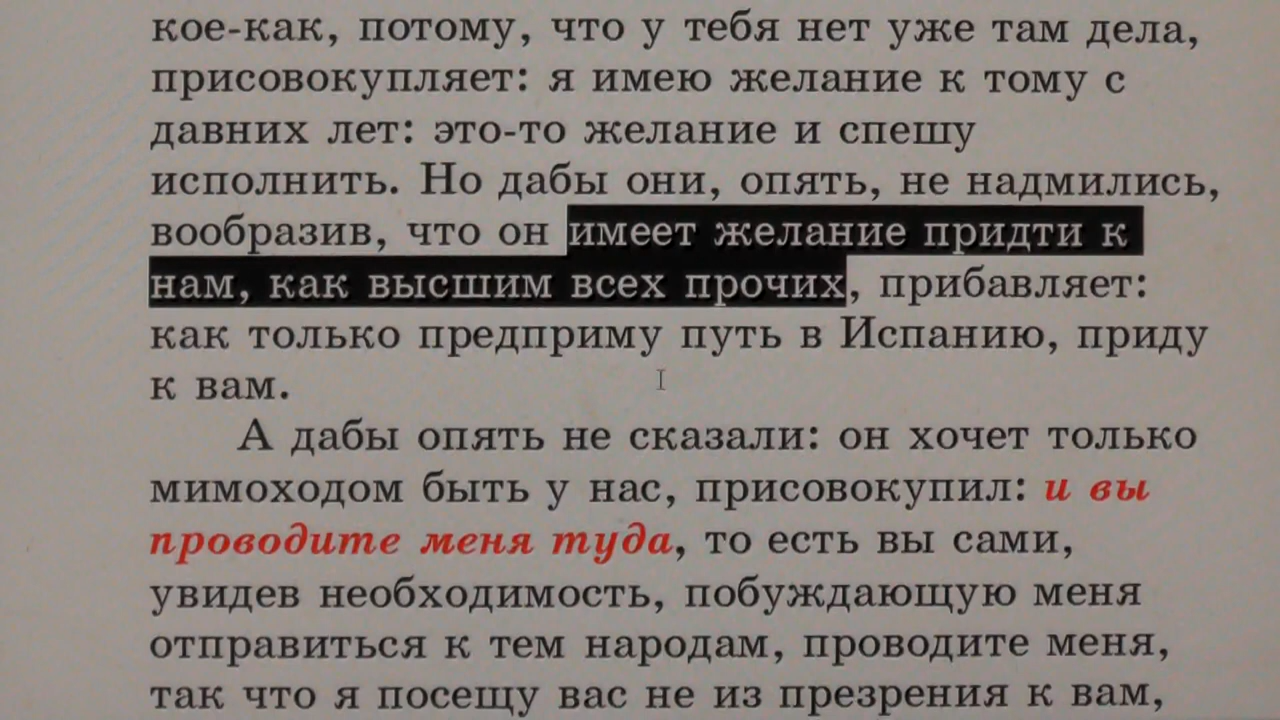 кое-как, потому, что у тебя нет уже там дела,
присовокупляет: я имею желание к тому с
давних лет: это-то желание и спешу
исполнить. Но дабы они, опять, не надмились,
вообразив, что он имеет желание придти к
нам, как высшим всех прочих, прибавляет:
как только предприму путь в Испанию, приду
к вам.
А дабы опять не сказали: он хочет только
мимоходом быть у нас, присовокупил: и вы
проводите меня туда, то есть вы сами,
увидев необходимость, побуждающую меня
отправиться к тем народам, проводите меня,
так что я посещу вас не из презрения к вам,